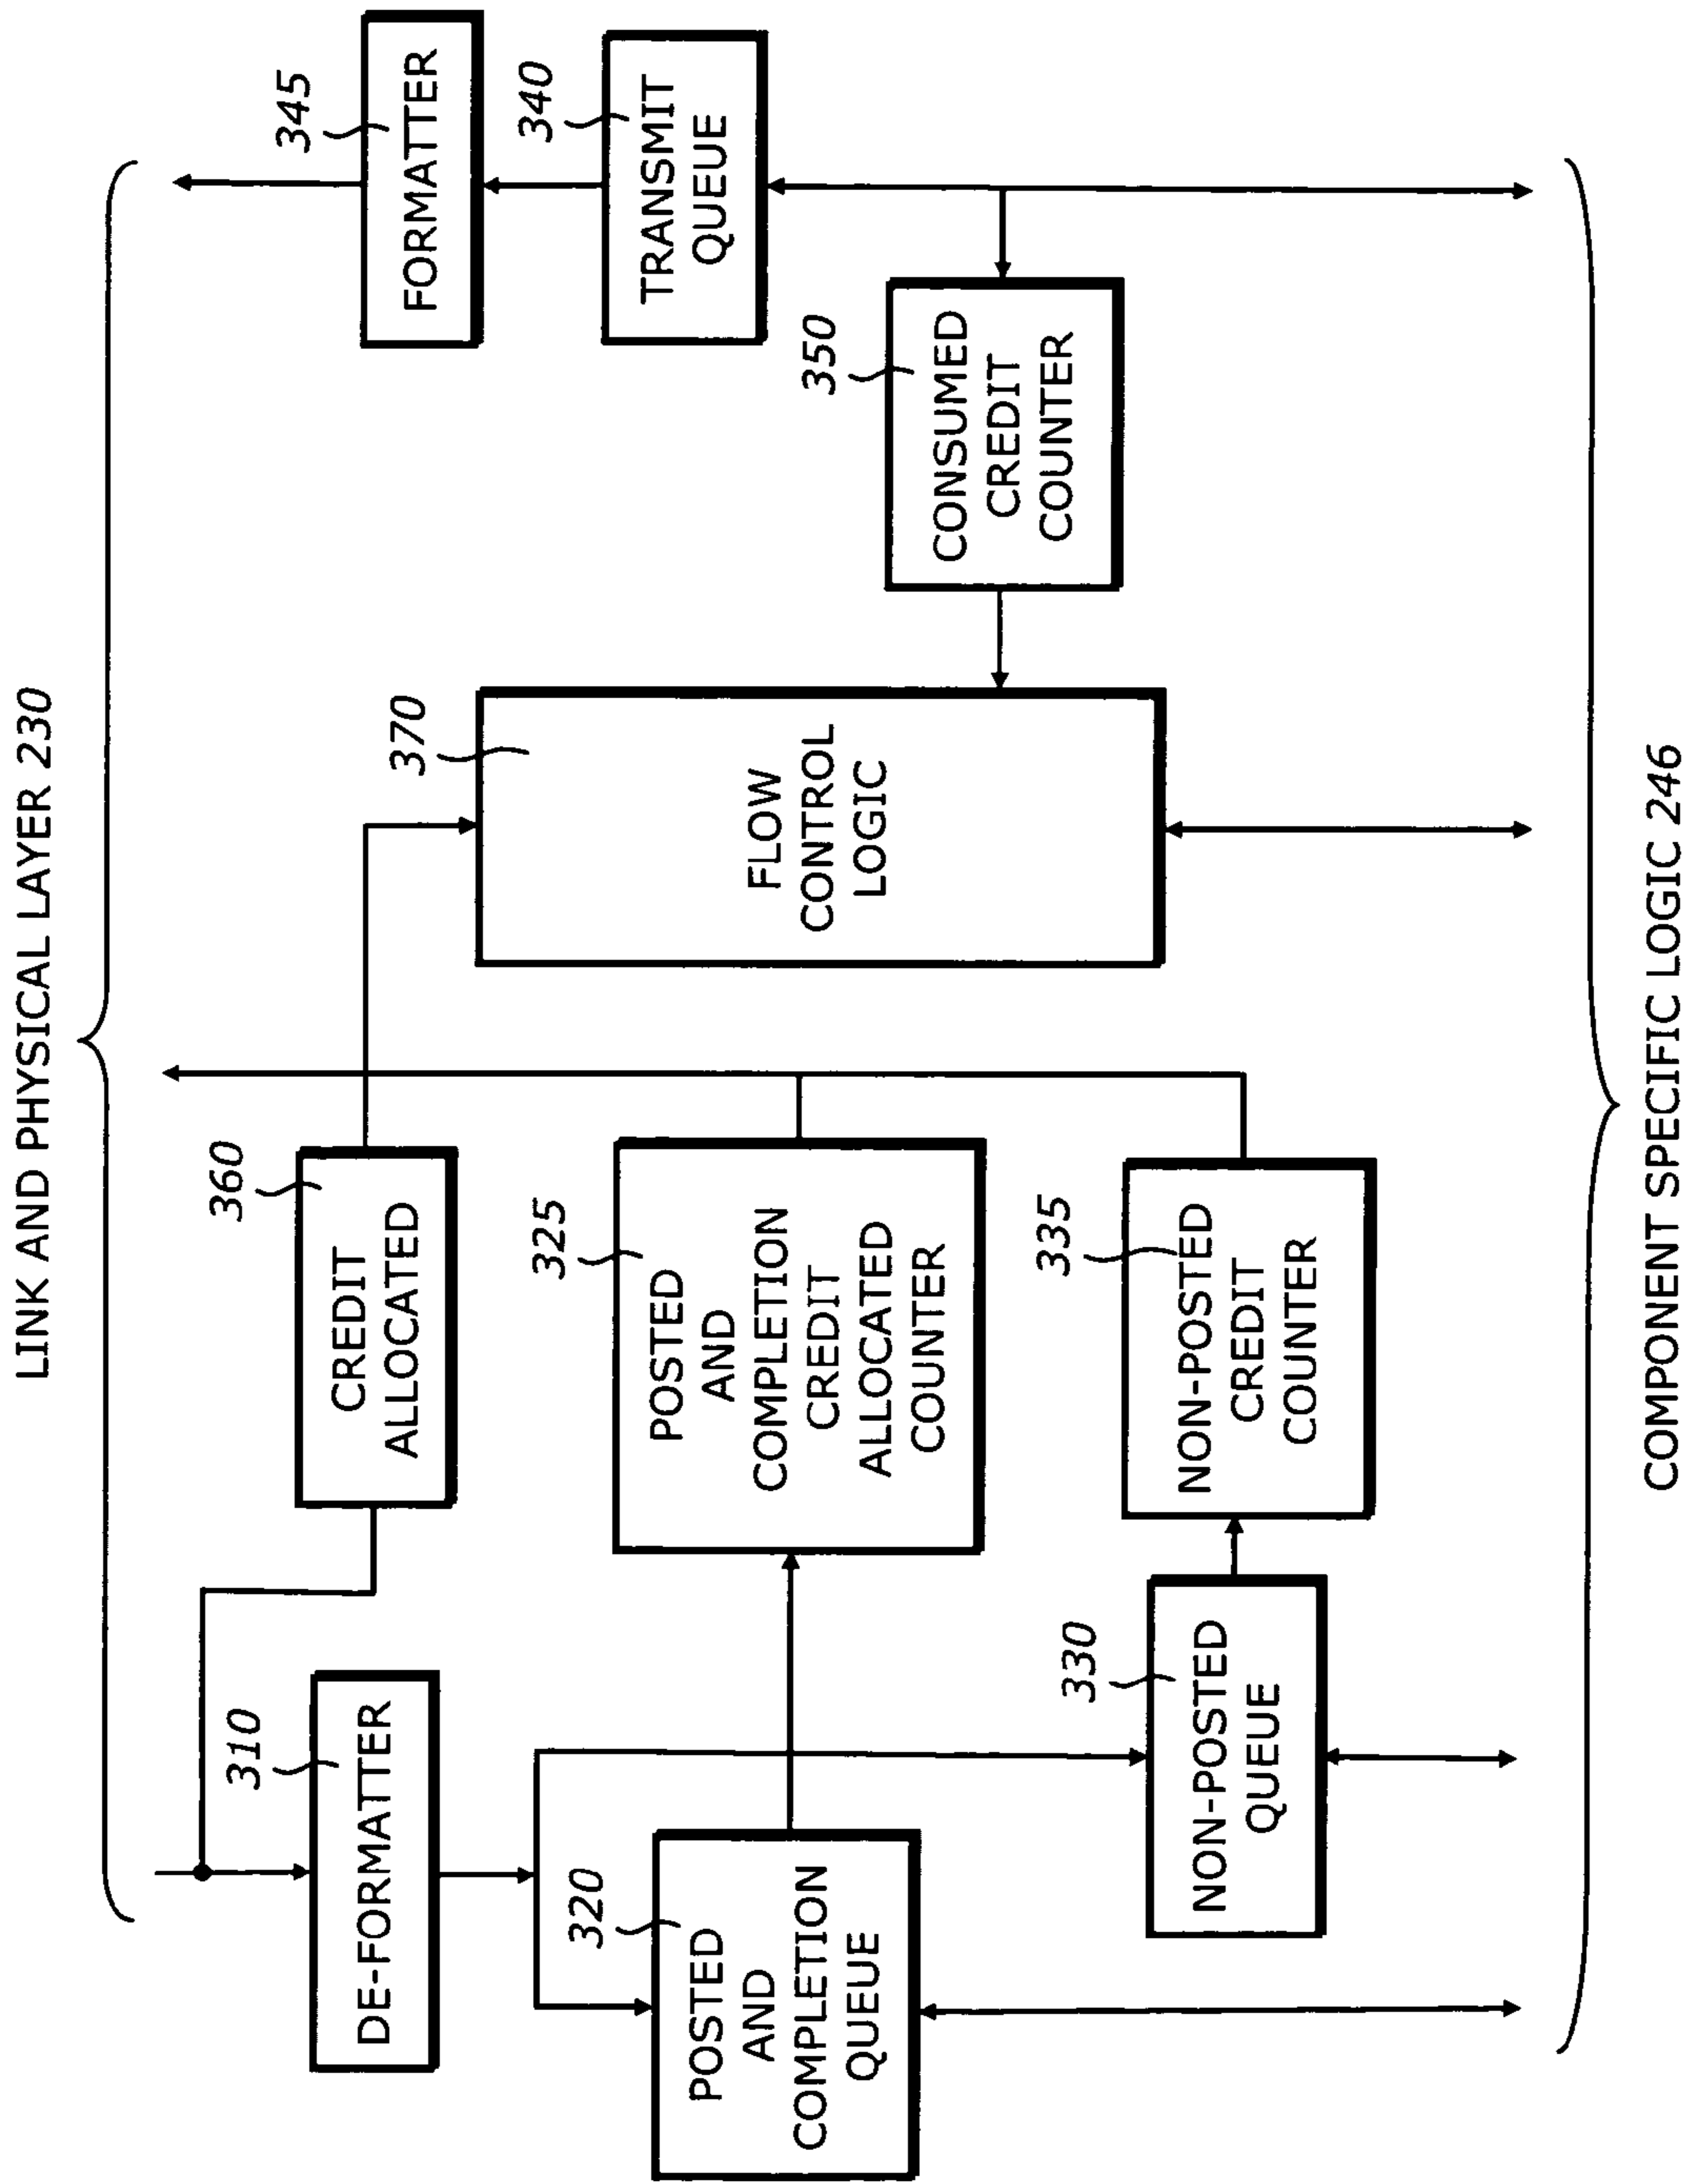 LINK AND PHYSICAL LAYER 230
310
DE-FORMATTER
360
CREDIT
ALLOCATED
345
FORMATTER
340
TRANSMIT
QUEUE
370
FLOW
CONTROL
LOGIC
320
POSTED
AND
COMPLETION
QUEUE
325
POSTED
AND
COMPLETION
CREDIT
ALLOCATED
COUNTER
350
CONSUMED
CREDIT
COUNTER
330
NON-POSTED
QUEUE
335
NON-POSTED
CREDIT
COUNTER
COMPONENT SPECIFIC LOGIC 246